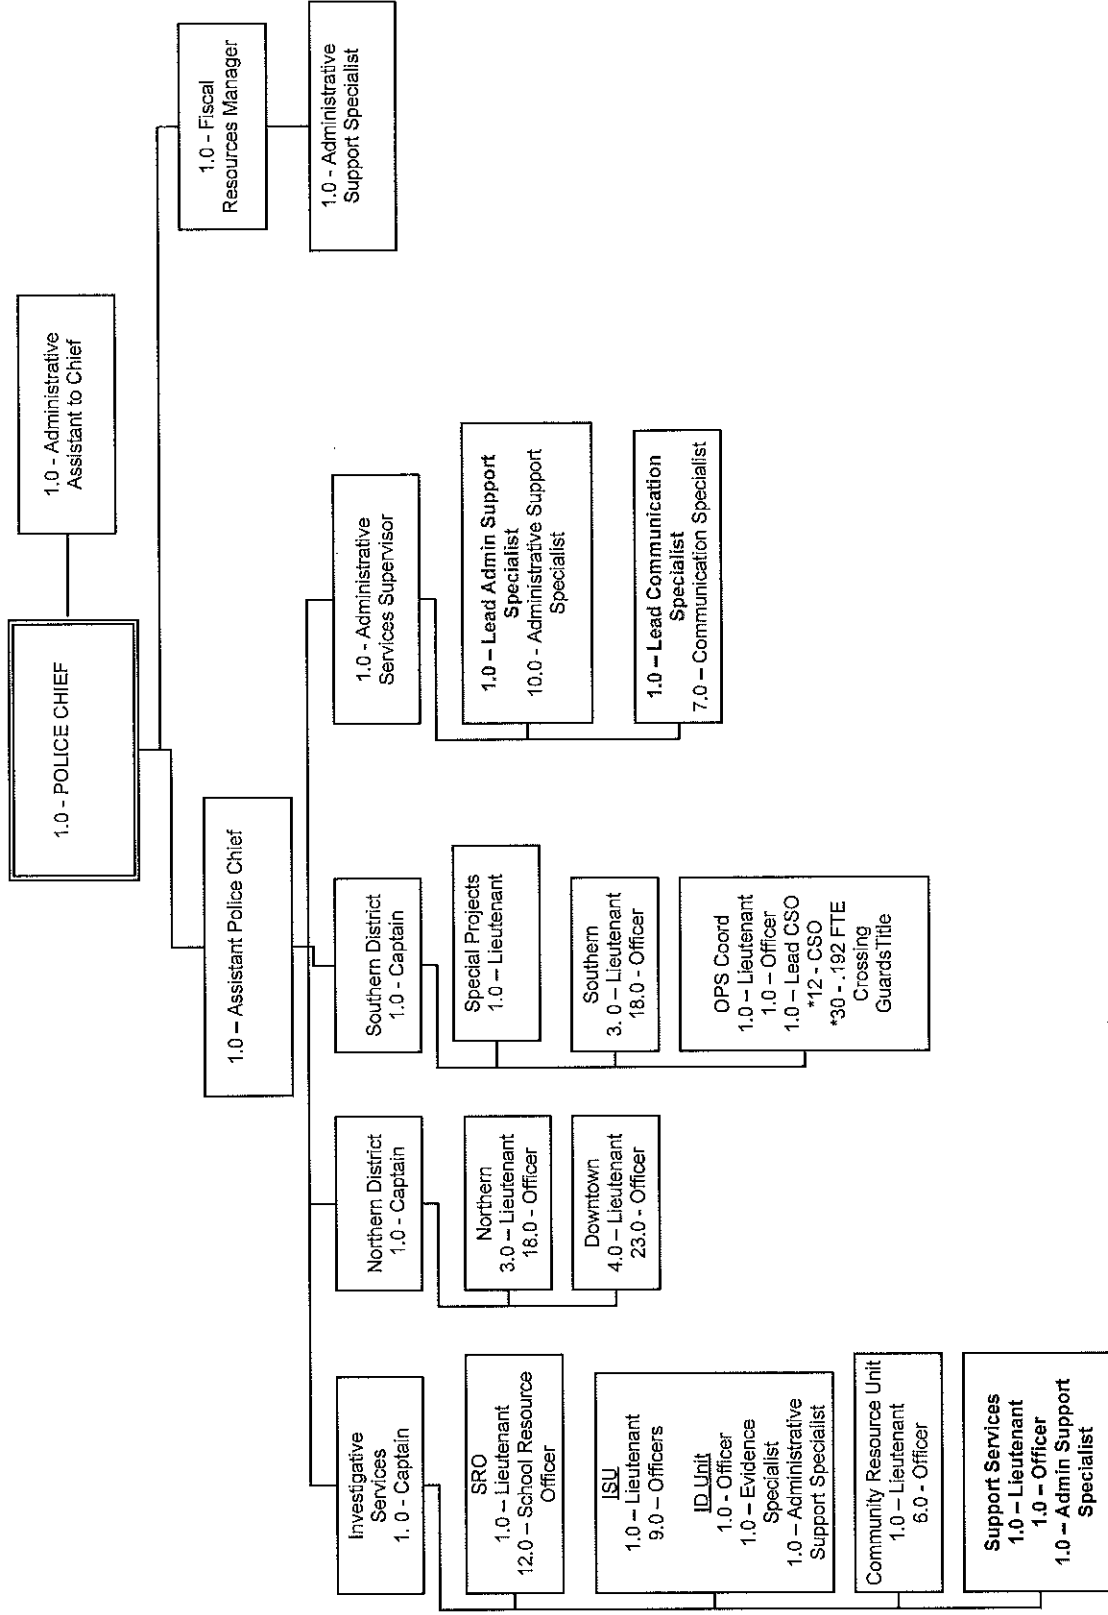 1.0 - POLICE CHIEF
1.0 - Administrative
Assistant to Chief
1.0 – Assistant Police Chief
1.0 - Fiscal
Resources Manager
1.0 - Administrative
Support Specialist
Investigative
Services
1. 0 - Captain
SRO
1.0 – Lieutenant
12.0 – School Resource
Officer
ISU
1.0 – Lieutenant
9.0 – Officers
ID Unit
1.0 - Officer
1.0 – Evidence
Specialist
1.0 – Administrative
Support Specialist
Community Resource Unit
1.0 – Lieutenant
6.0 - Officer
Support Services
1.0 – Lieutenant
1.0 – Officer
1.0 – Admin Support
Specialist
Northern District
1.0 - Captain
Northern
3.0 – Lieutenant
18.0 - Officer
Downtown
4.0 – Lieutenant
23.0 - Officer
Southern District
1.0 - Captain
Special Projects
1.0 – Lieutenant
Southern
3. 0 – Lieutenant
18.0 - Officer
OPS Coord
1.0 – Lieutenant
1.0 – Officer
1.0 – Lead CSO
*12 - CSO
*30 - .192 FTE
Crossing
GuardsTitle
1.0 - Administrative
Services Supervisor
1.0 – Lead Admin Support
Specialist
10.0 - Administrative Support
Specialist
1.0 – Lead Communication
Specialist
7.0 – Communication Specialist